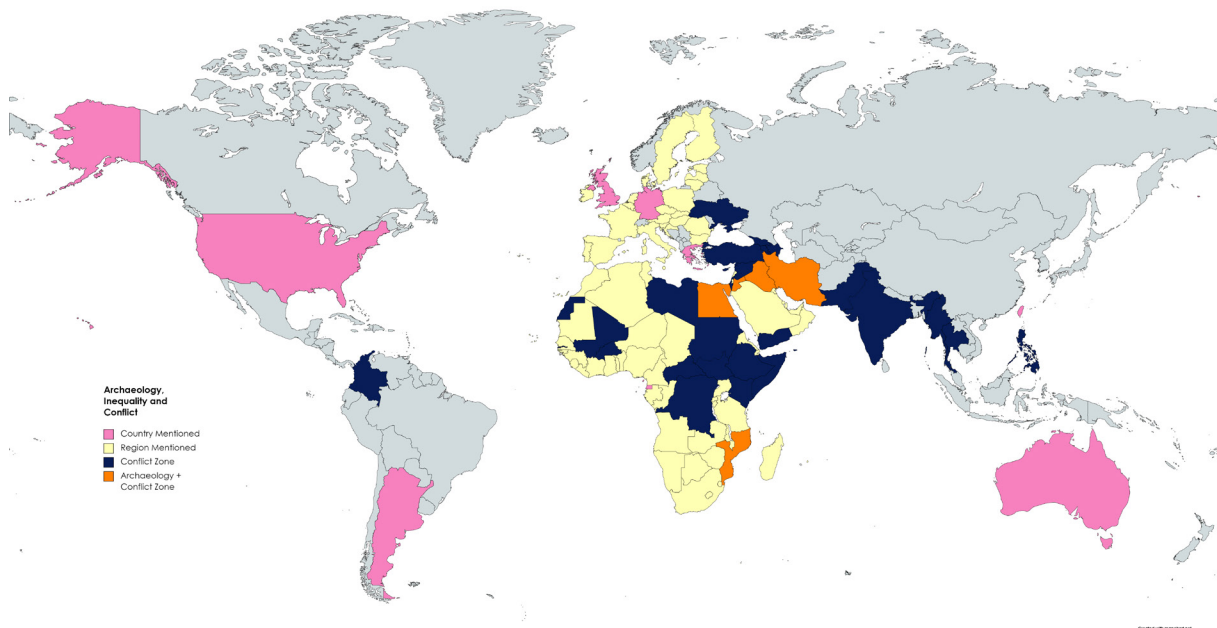 Archaeology,
Inequality and
Conflict
Country Mentioned
Region Mentioned
Conflict Zone
Archaeology +
Conflict Zone